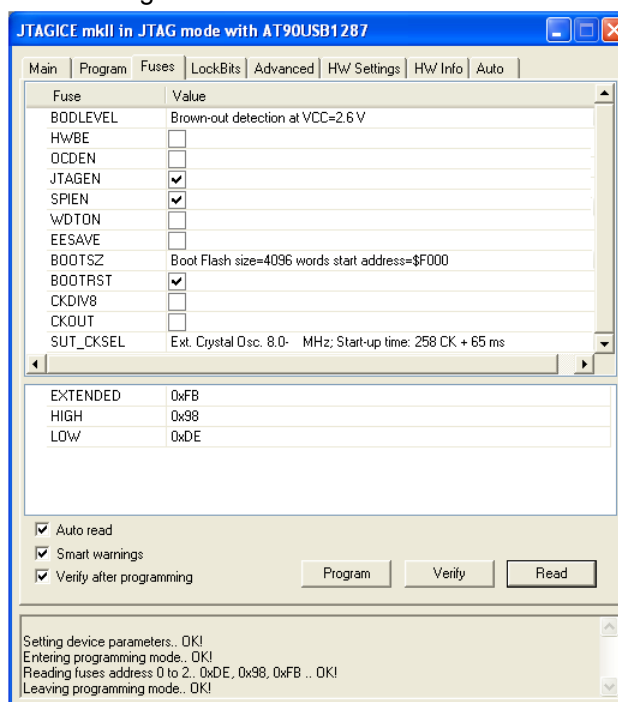 JTAGICE mkII in JTAG mode with AT90USB1287
Main Program Fuses LockBits Advanced HW Settings HW Info Auto
Fuse Value
BODLEVEL Brown-out detection at VCC=2.6 V
HWBE
OCDEN
JTAGEN
SPIEN
WDTON
EESAVE
BOOTSZ Boot Flash size=4096 words start address=$F000
BOOTRST
CKDIV8
CKOUT
SUT_CKSEL Ext. Crystal Osc. 8.0- MHz; Start-up time: 258 CK + 65 ms
EXTENDED 0xFB
HIGH 0x98
LOW 0xDE
Auto read
Smart warnings
Verify after programming
Program Verify Read
Setting device parameters.. OK!
Entering programming mode.. OK!
Reading fuses address 0 to 2.. 0xDE, 0x98, 0xFB .. OK!
Leaving programming mode.. OK!